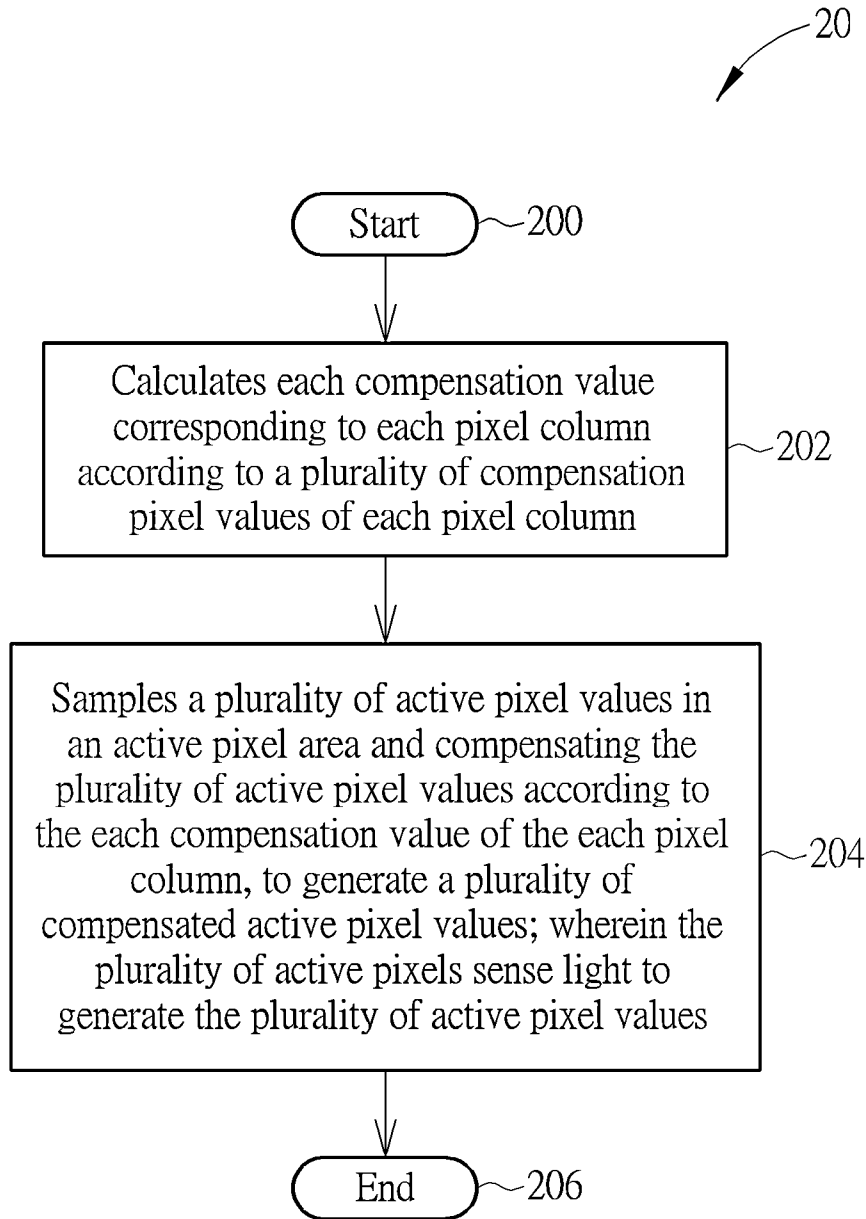 20
Start
200
Calculates each compensation value
corresponding to each pixel column
according to a plurality of compensation
pixel values of each pixel column
202
Samples a plurality of active pixel values in
an active pixel area and compensating the
plurality of active pixel values according to
the each compensation value of the each pixel
column, to generate a plurality of
compensated active pixel values; wherein the
plurality of active pixels sense light to
generate the plurality of active pixel values
204
End
206